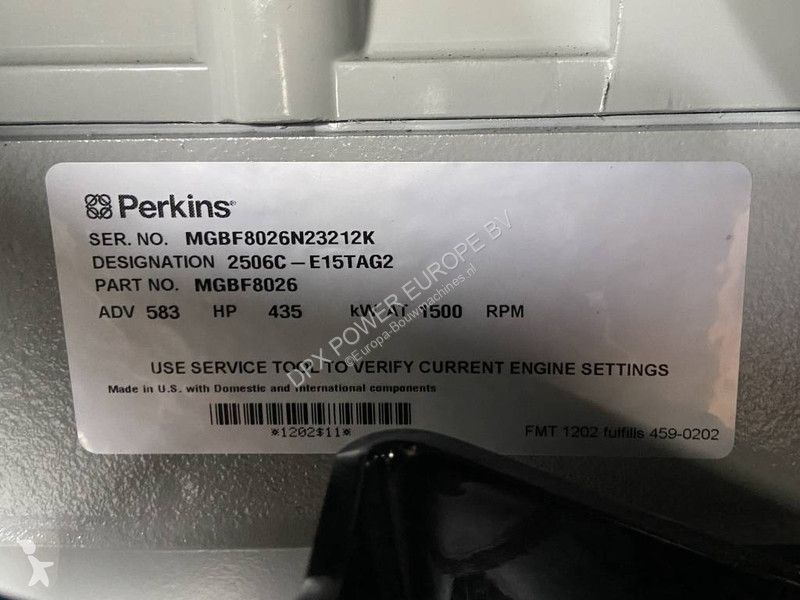 Perkins
SER. NO. MGBF8026N23212K
DESIGNATION 2506C-E15TAG2
PART NO. MGBF8026
ADV 583 HP 435 kW AT 1500 RPM
USE SERVICE TOOL TO VERIFY CURRENT ENGINE SETTINGS
Made in U.S. with Domestic and International components
*1202$11*
FMT 1202 fulfills 459-0202
DPX POWER EUROPE BV
©Europa-Bouwmachines.nl